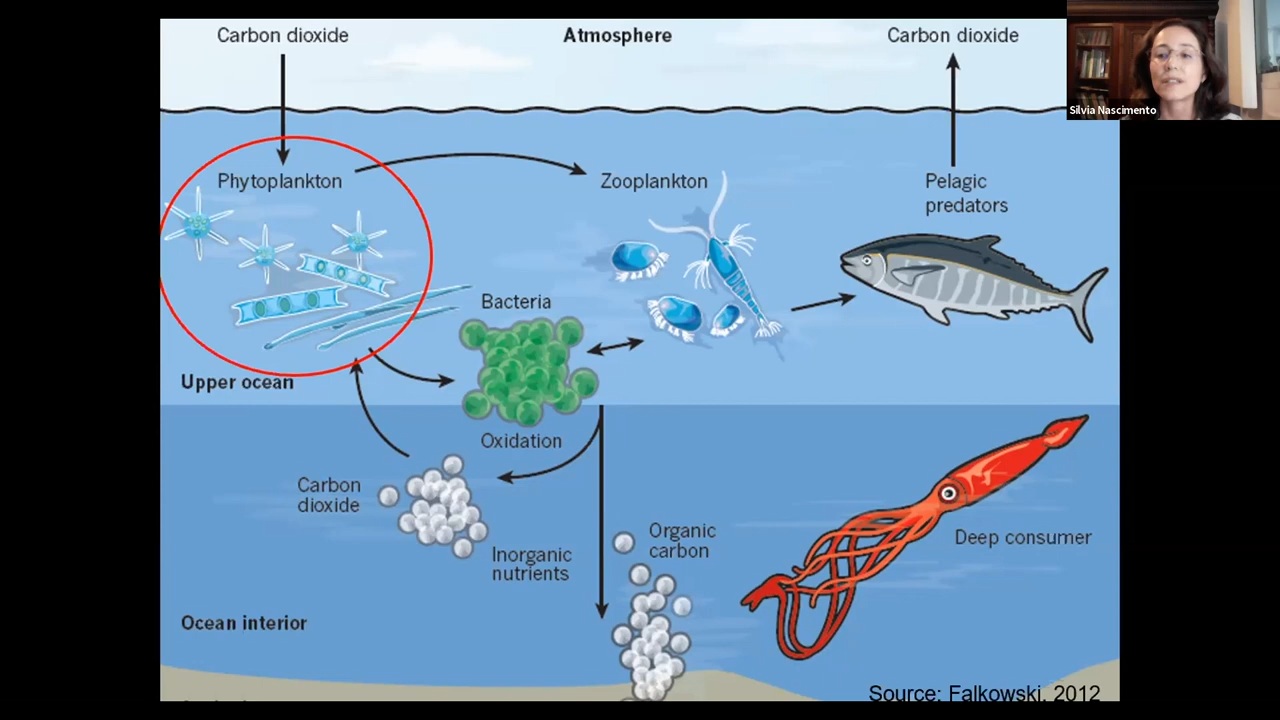 Carbon dioxide
Atmosphere
Carbon dioxide
Silvia Nascimento
Phytoplankton
Zooplankton
Pelagic
predators
Bacteria
Upper ocean
Oxidation
Carbon
dioxide
Organic
carbon
Deep consumer
Inorganic
nutrients
Ocean interior
Source: Falkowski, 2012